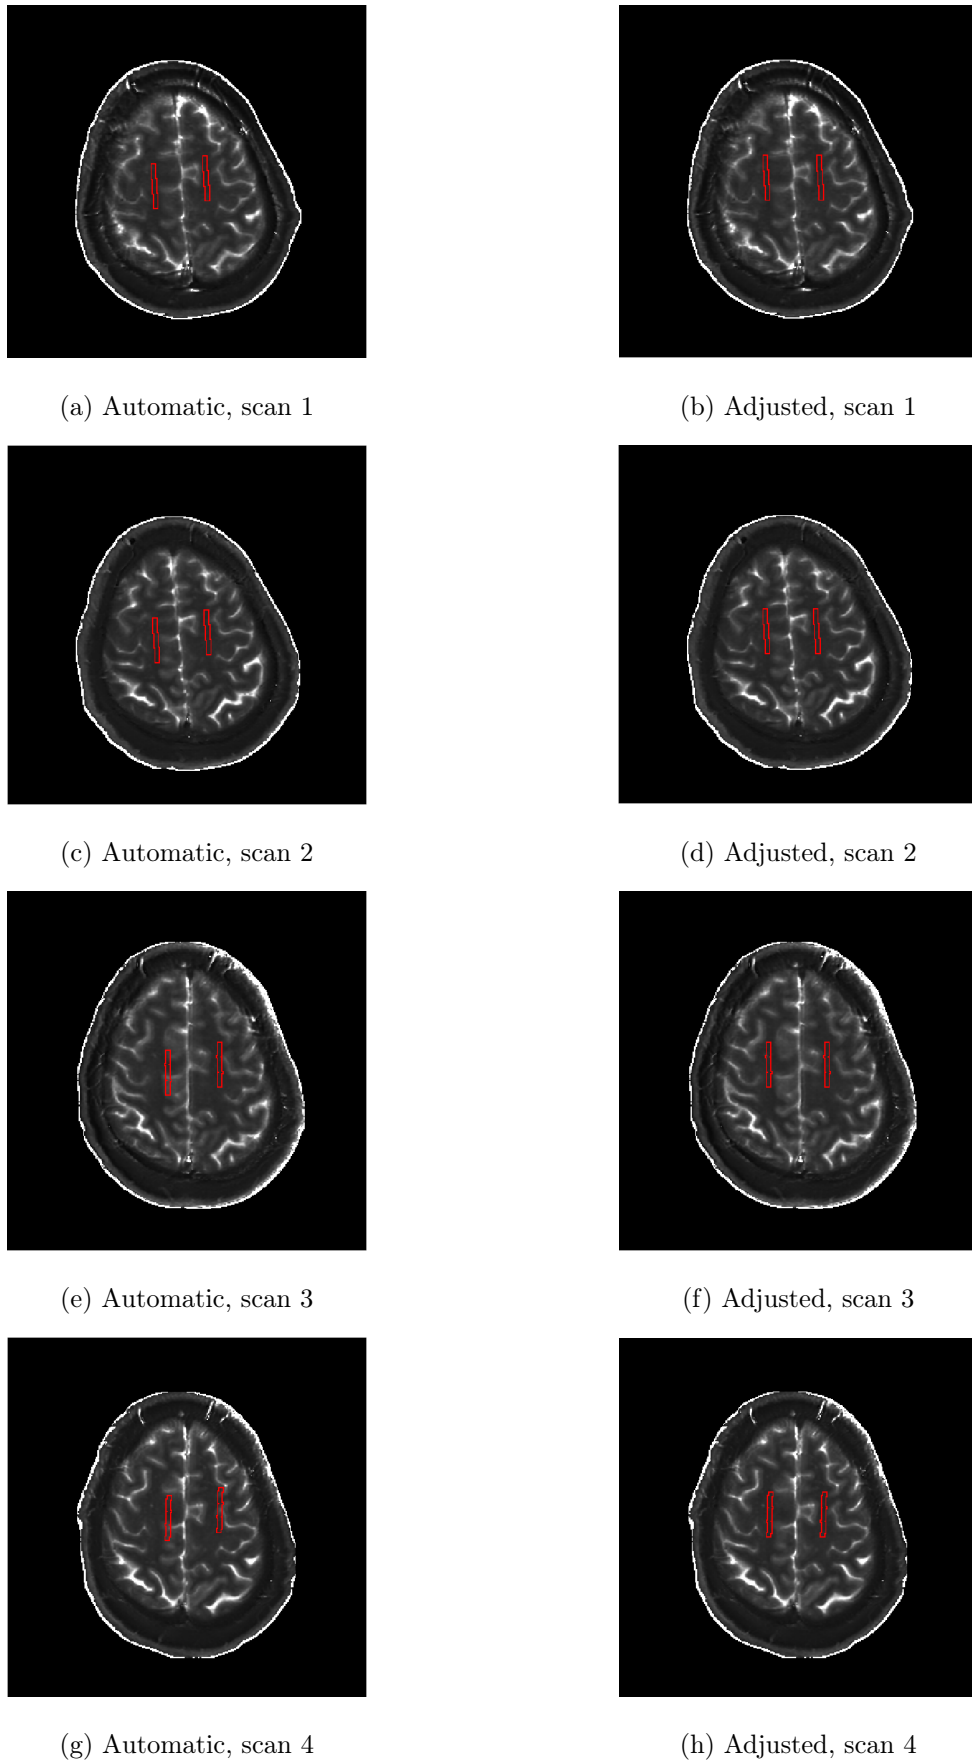 (a) Automatic, scan 1
(b) Adjusted, scan 1
(c) Automatic, scan 2
(d) Adjusted, scan 2
(e) Automatic, scan 3
(f) Adjusted, scan 3
(g) Automatic, scan 4
(h) Adjusted, scan 4